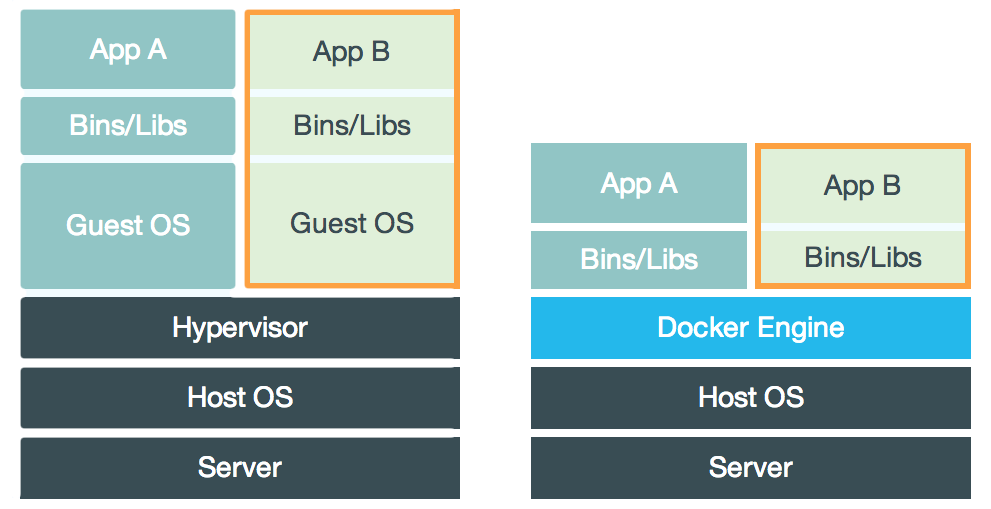 App A
App B
Bins/Libs
Bins/Libs
Guest OS
Guest OS
Hypervisor
Host OS
Server
App A
App B
Bins/Libs
Bins/Libs
Docker Engine
Host OS
Server